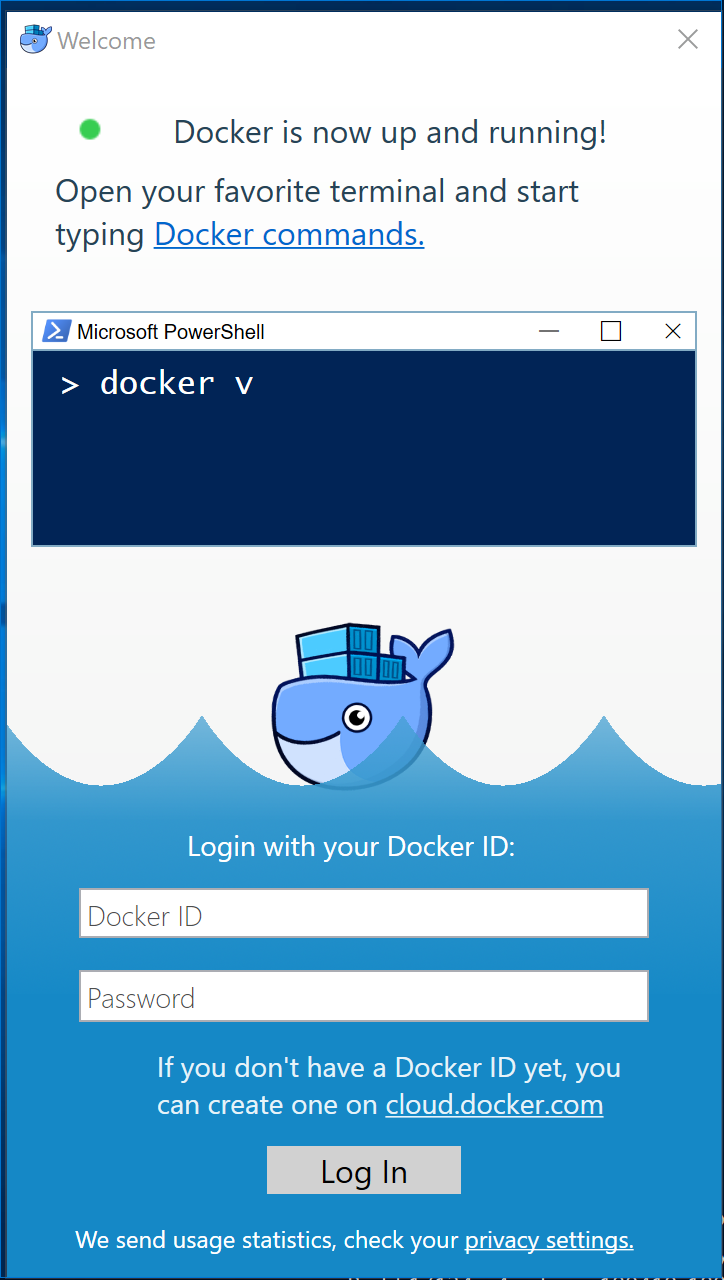 Welcome
Docker is now up and running!
Open your favorite terminal and start
typing Docker commands.
Microsoft PowerShell
> docker v
Login with your Docker ID:
Docker ID
Password
If you don't have a Docker ID yet, you
can create one on cloud.docker.com
Log In
We send usage statistics, check your privacy settings.